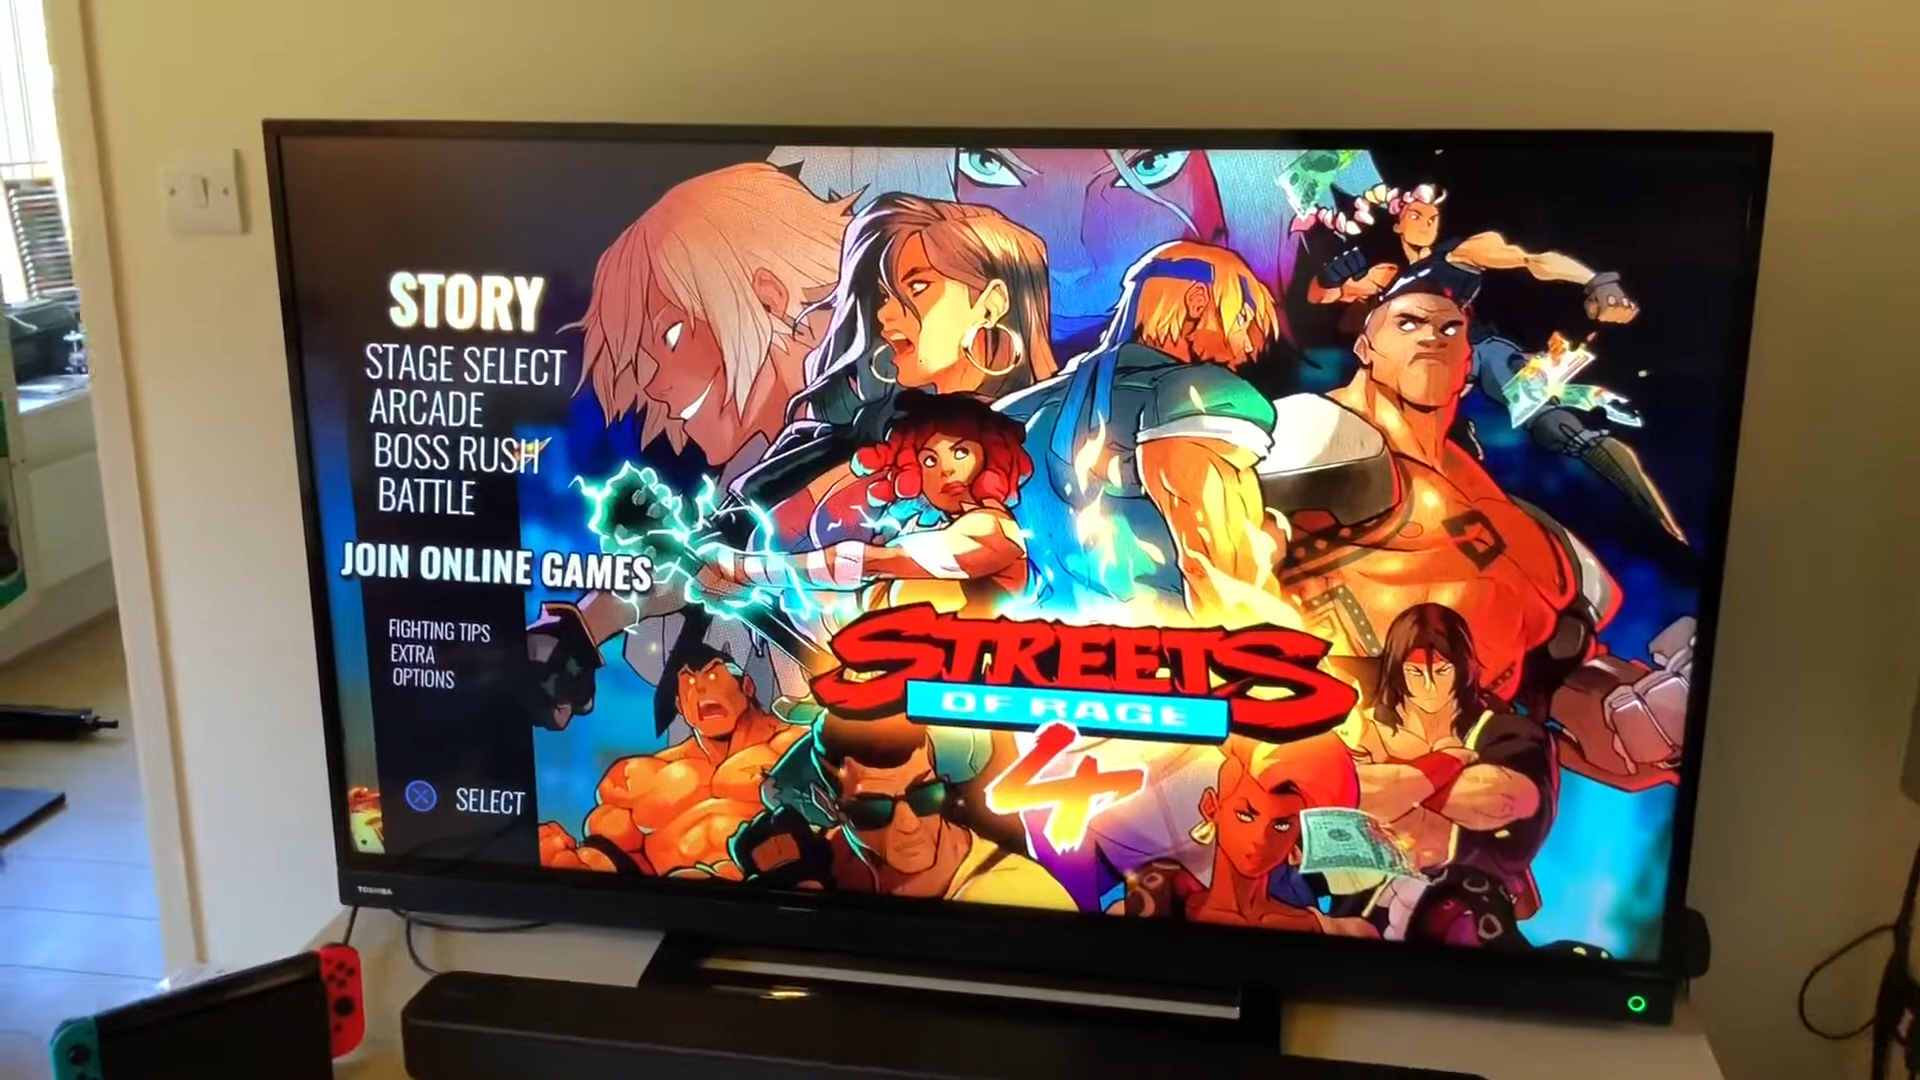 STORY
STAGE SELECT
ARCADE
BOSS RUSH
BATTLE
JOIN ONLINE GAMES
FIGHTING TIPS
EXTRA
OPTIONS
SELECT
STREETS
OF RAGE
4
TOSHIBA